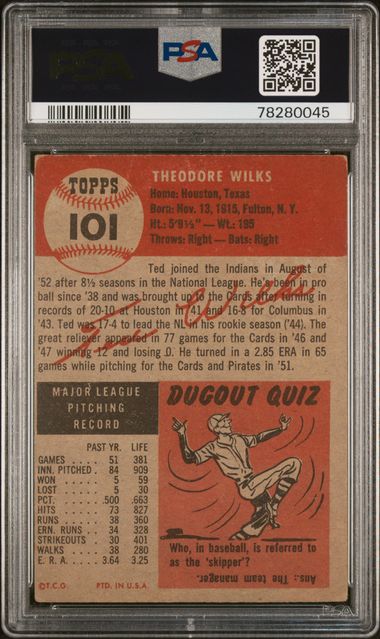 PSA
PSA
78280045
TOPPS
101
THEODORE WILKS
Home: Houston, Texas
Born: Nov. 13, 1915, Fulton, N. Y.
Ht.: 5'9½" — Wt.: 195
Throws: Right — Bats: Right
Ted joined the Indians in August of
'52 after 8½ seasons in the National League. He's been in pro
ball since '38 and was brought up to the Cards after turning in
records of 20-10 at Houston in '41 and 16-8 for Columbus in
'43. Ted was 17-4 to lead the NL in his rookie season ('44). The
great reliever appeared in 77 games for the Cards in '46 and
'47 winning 12 and losing 0. He turned in a 2.85 ERA in 65
games while pitching for the Cards and Pirates in '51.
Ted Wilks
MAJOR LEAGUE
PITCHING
RECORD
PAST YR. LIFE
GAMES 51 381
INN. PITCHED 84 909
WON 5 59
LOST 5 30
PCT. .500 .663
HITS 73 827
RUNS 38 360
ERN. RUNS 34 328
STRIKEOUTS 30 401
WALKS 38 280
E. R. A. 3.64 3.25
©T.C.G. PTD. IN U.S.A.
DUGOUT QUIZ
Who, in baseball, is referred to
as the 'skipper'?
Ans.: The team manager.
PSA